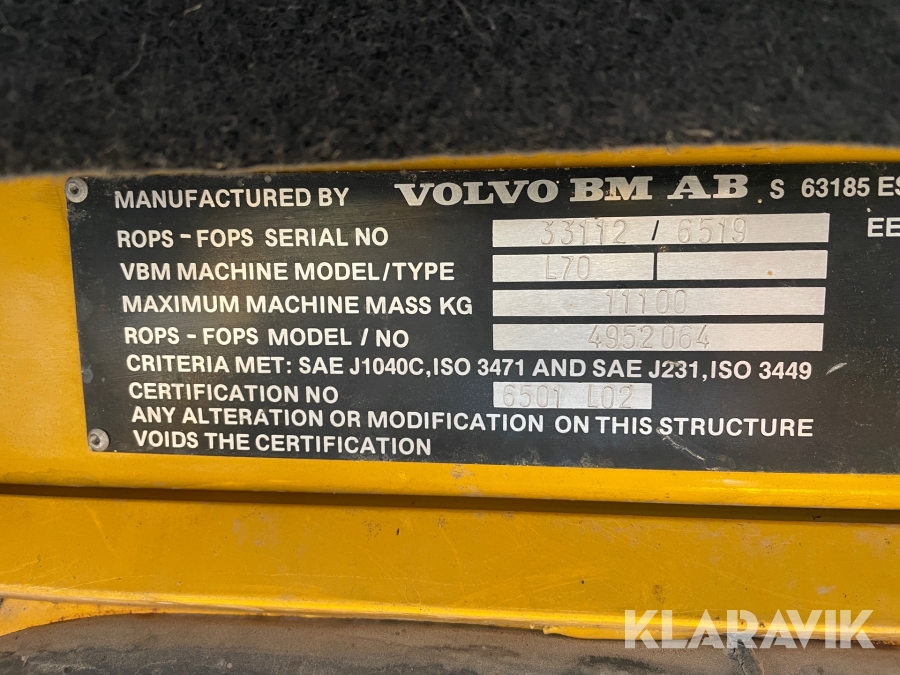 MANUFACTURED BY VOLVO BM AB S 63185 ES
ROPS - FOPS SERIAL NO 33112 / 6519 EE
VBM MACHINE MODEL/TYPE L70
MAXIMUM MACHINE MASS KG 11100
ROPS - FOPS MODEL / NO 4952064
CRITERIA MET: SAE J1040C, ISO 3471 AND SAE J231, ISO 3449
CERTIFICATION NO 6501 L02
ANY ALTERATION OR MODIFICATION ON THIS STRUCTURE
VOIDS THE CERTIFICATION
KLARAVIK